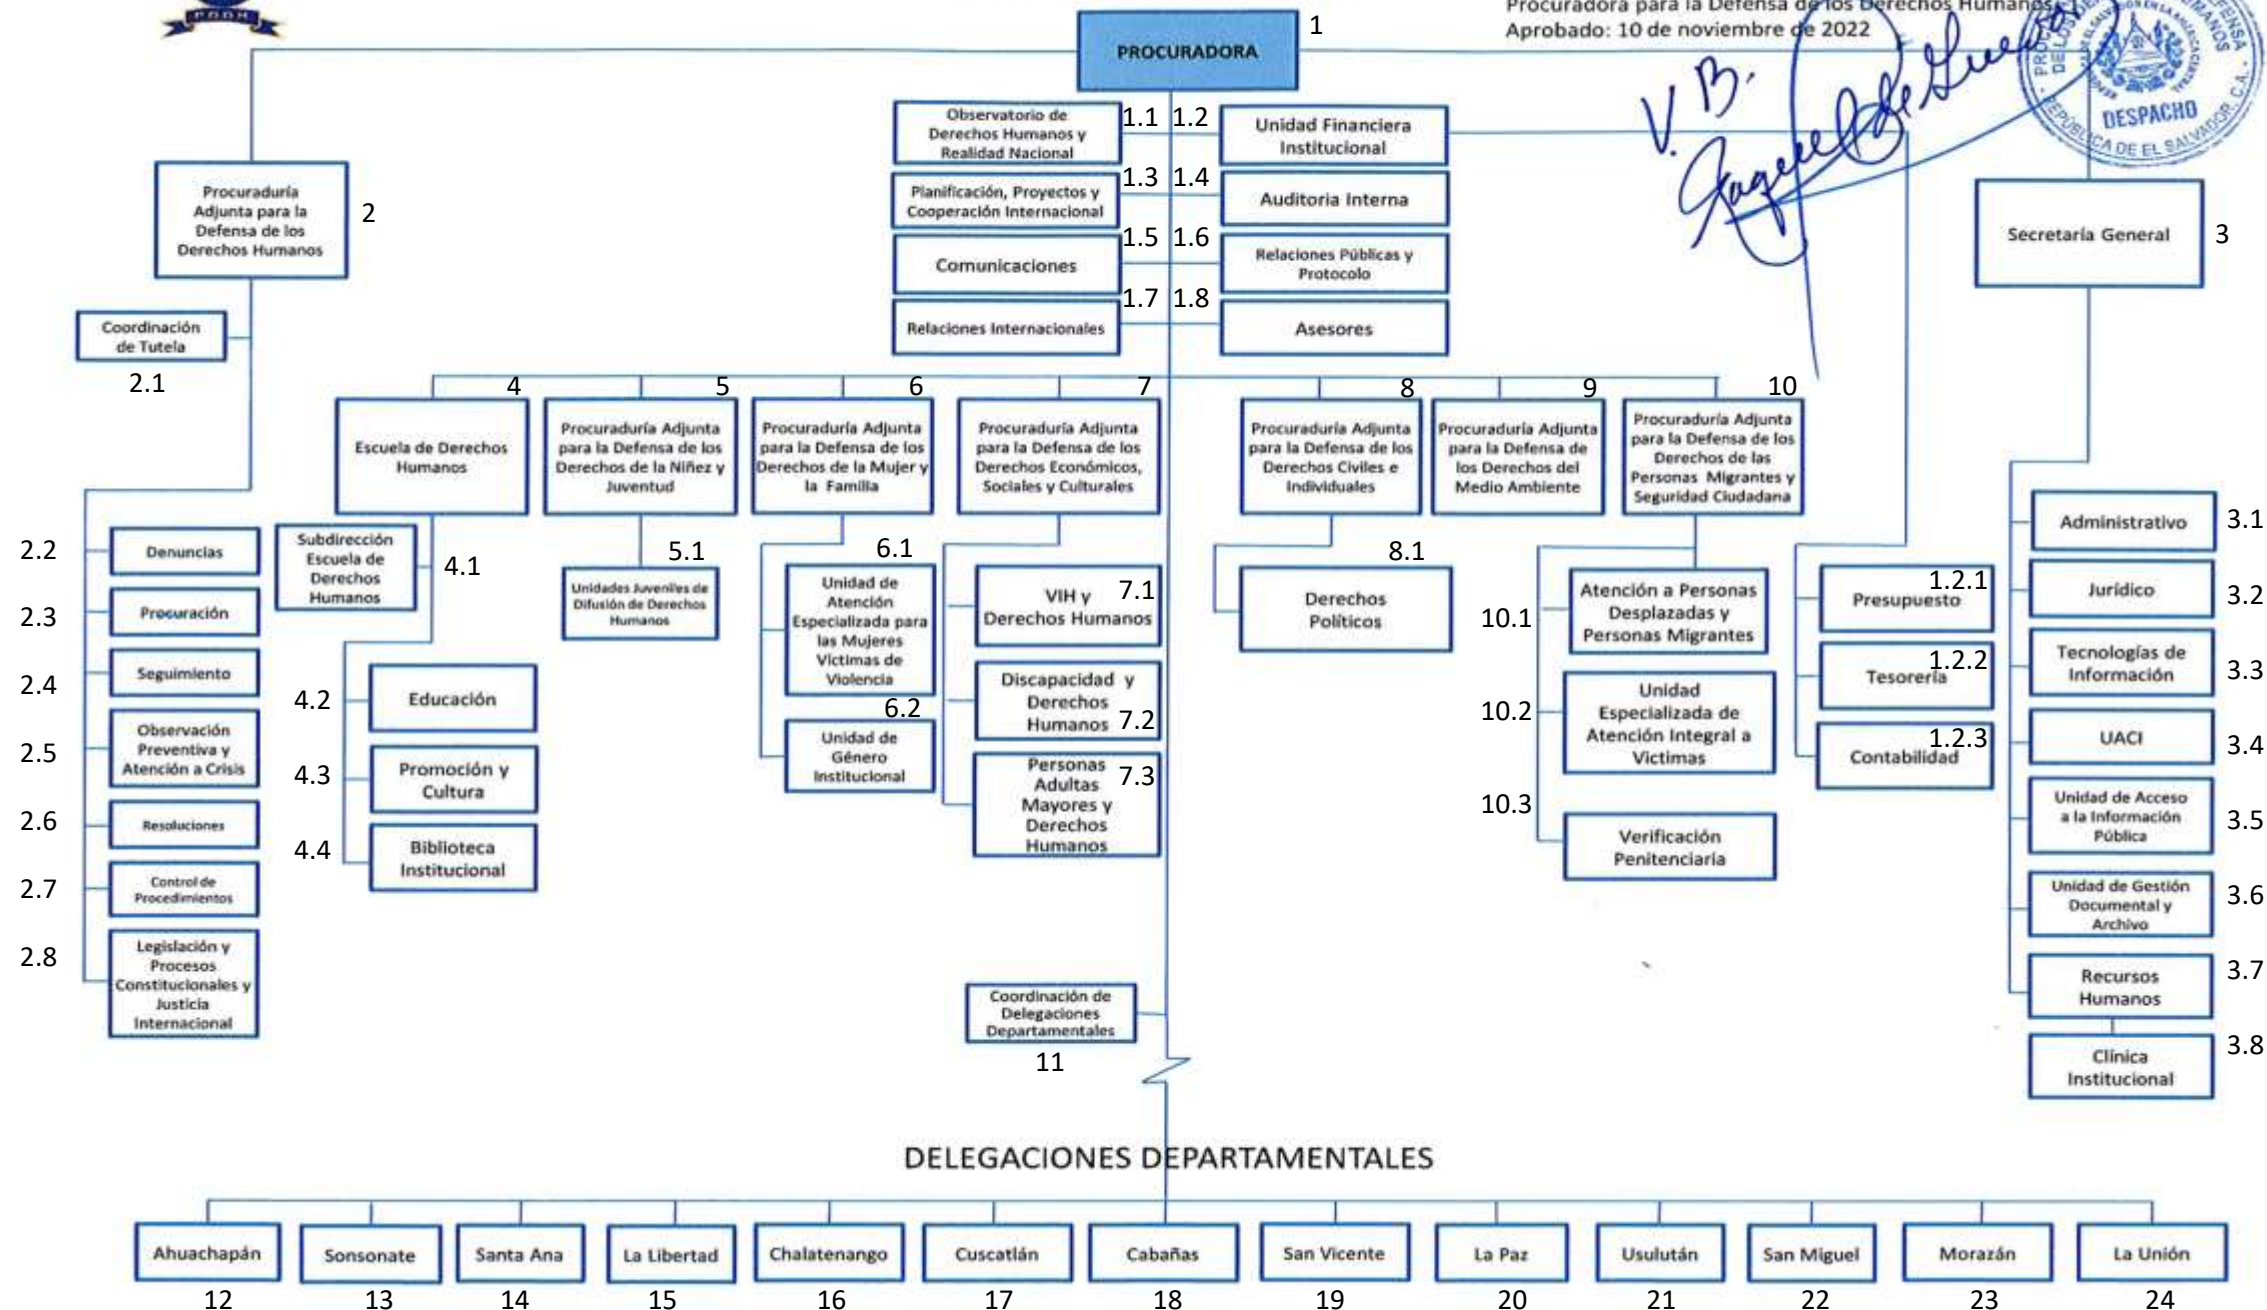 PDDH
Procuradora para la Defensa de los Derechos Humanos
Aprobado: 10 de noviembre de 2022
PROCURADORA
1
V. B.
DESPACHO
REPÚBLICA DE EL SALVADOR, C.A.
Observatorio de
Derechos Humanos y
Realidad Nacional
1.1
1.2
Unidad Financiera
Institucional
Planificación, Proyectos y
Cooperación Internacional
1.3
1.4
Auditoria Interna
Comunicaciones
1.5
1.6
Relaciones Públicas y
Protocolo
Relaciones Internacionales
1.7
1.8
Asesores
Procuraduría
Adjunta para la
Defensa de los
Derechos Humanos
2
Secretaría General
3
Coordinación
de Tutela
2.1
4
Escuela de Derechos
Humanos
5
Procuraduría Adjunta
para la Defensa de los
Derechos de la Niñez y
Juventud
6
Procuraduría Adjunta
para la Defensa de los
Derechos de la Mujer y
la Familia
7
Procuraduría Adjunta
para la Defensa de los
Derechos Económicos,
Sociales y Culturales
8
Procuraduría Adjunta
para la Defensa de los
Derechos Civiles e
Individuales
9
Procuraduría Adjunta
para la Defensa de
los Derechos del
Medio Ambiente
10
Procuraduría Adjunta
para la Defensa de los
Derechos de las
Personas Migrantes y
Seguridad Ciudadana
2.2
Denuncias
2.3
Procuración
2.4
Seguimiento
2.5
Observación
Preventiva y
Atención a Crisis
2.6
Resoluciones
2.7
Control de
Procedimientos
2.8
Legislación y
Procesos
Constitucionales y
Justicia
Internacional
Subdirección
Escuela de
Derechos
Humanos
4.1
4.2
Educación
4.3
Promoción y
Cultura
4.4
Biblioteca
Institucional
5.1
Unidades Juveniles de
Difusión de Derechos
Humanos
6.1
Unidad de
Atención
Especializada para
las Mujeres
Víctimas de
Violencia
6.2
Unidad de
Género
Institucional
VIH y
Derechos Humanos
7.1
Discapacidad y
Derechos
Humanos
7.2
Personas
Adultas
Mayores y
Derechos
Humanos
7.3
8.1
Derechos
Políticos
10.1
Atención a Personas
Desplazadas y
Personas Migrantes
10.2
Unidad
Especializada de
Atención Integral a
Víctimas
10.3
Verificación
Penitenciaría
1.2.1
Presupuesto
1.2.2
Tesorería
1.2.3
Contabilidad
Administrativo
3.1
Jurídico
3.2
Tecnologías de
Información
3.3
UACI
3.4
Unidad de Acceso
a la Información
Pública
3.5
Unidad de Gestión
Documental y
Archivo
3.6
Recursos
Humanos
3.7
Clínica
Institucional
3.8
Coordinación de
Delegaciones
Departamentales
11
DELEGACIONES DEPARTAMENTALES
Ahuachapán
Sonsonate
Santa Ana
La Libertad
Chalatenango
Cuscatlán
Cabañas
San Vicente
La Paz
Usulután
San Miguel
Morazán
La Unión
12
13
14
15
16
17
18
19
20
21
22
23
24